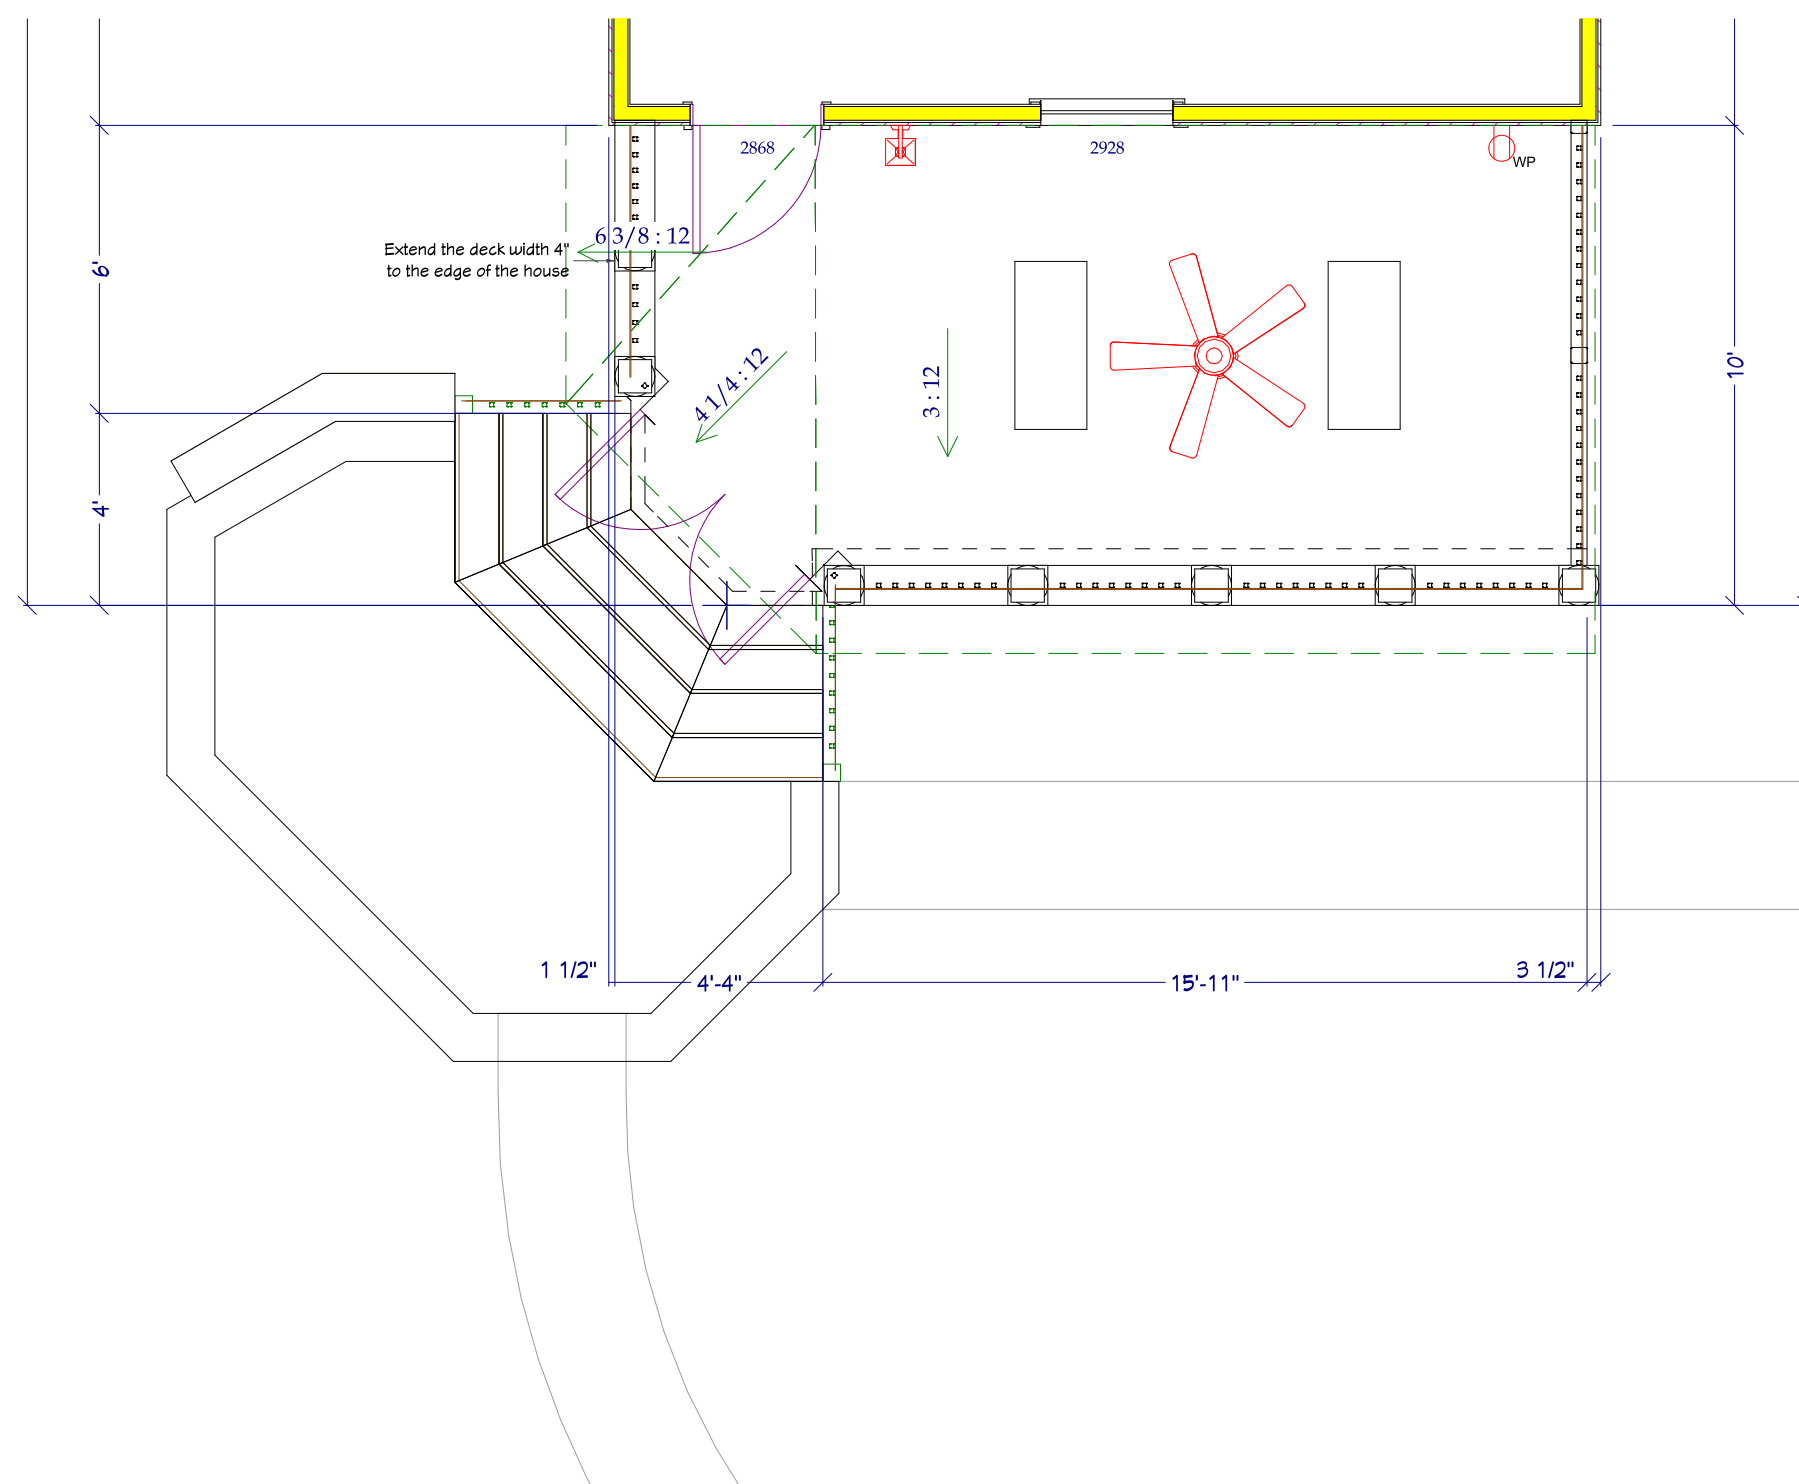 2868
2928
WP
6 3/8 : 12
Extend the deck width 4"
to the edge of the house
6'
4 1/4 : 12
3 : 12
10'
4'
1 1/2"
3 1/2"
4'-4"
15'-11"